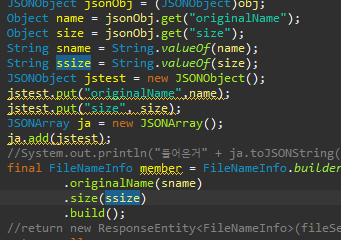 JSONObject jsonObj = (JSONObject)obj;
Object name = jsonObj.get("originalName");
Object size = jsonObj.get("size");
String sname = String.valueOf(name);
String ssize = String.valueOf(size);
JSONObject jstest = new JSONObject();
jstest.put("originalName",name);
jstest.put("size", size);
JSONArray ja = new JSONArray();
ja.add(jstest);
//System.out.println("들어온거" + ja.toJSONString(
final FileNameInfo member = FileNameInfo.builder
.originalName(sname)
.size(ssize)
.build();
//return new ResponseEntity<FileNameInfo>(fileSe